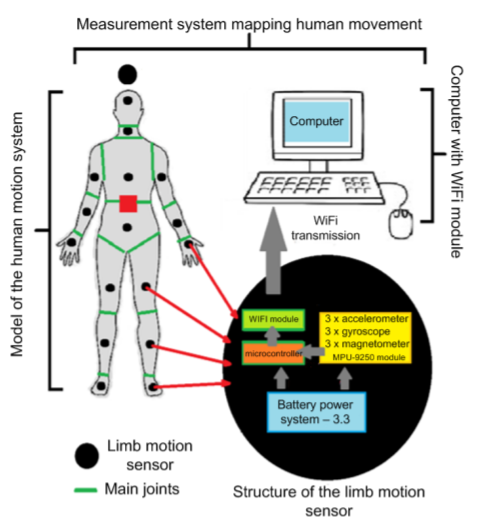 Measurement system mapping human movement
Model of the human motion system
Computer with WiFi module
Computer
WiFi
transmission
WIFI module
microcontroller
3 x accelerometer
3 x gyroscope
3 x magnetometer
MPU-9250 module
Battery power
system – 3.3
Limb motion
sensor
Main joints
Structure of the limb motion
sensor